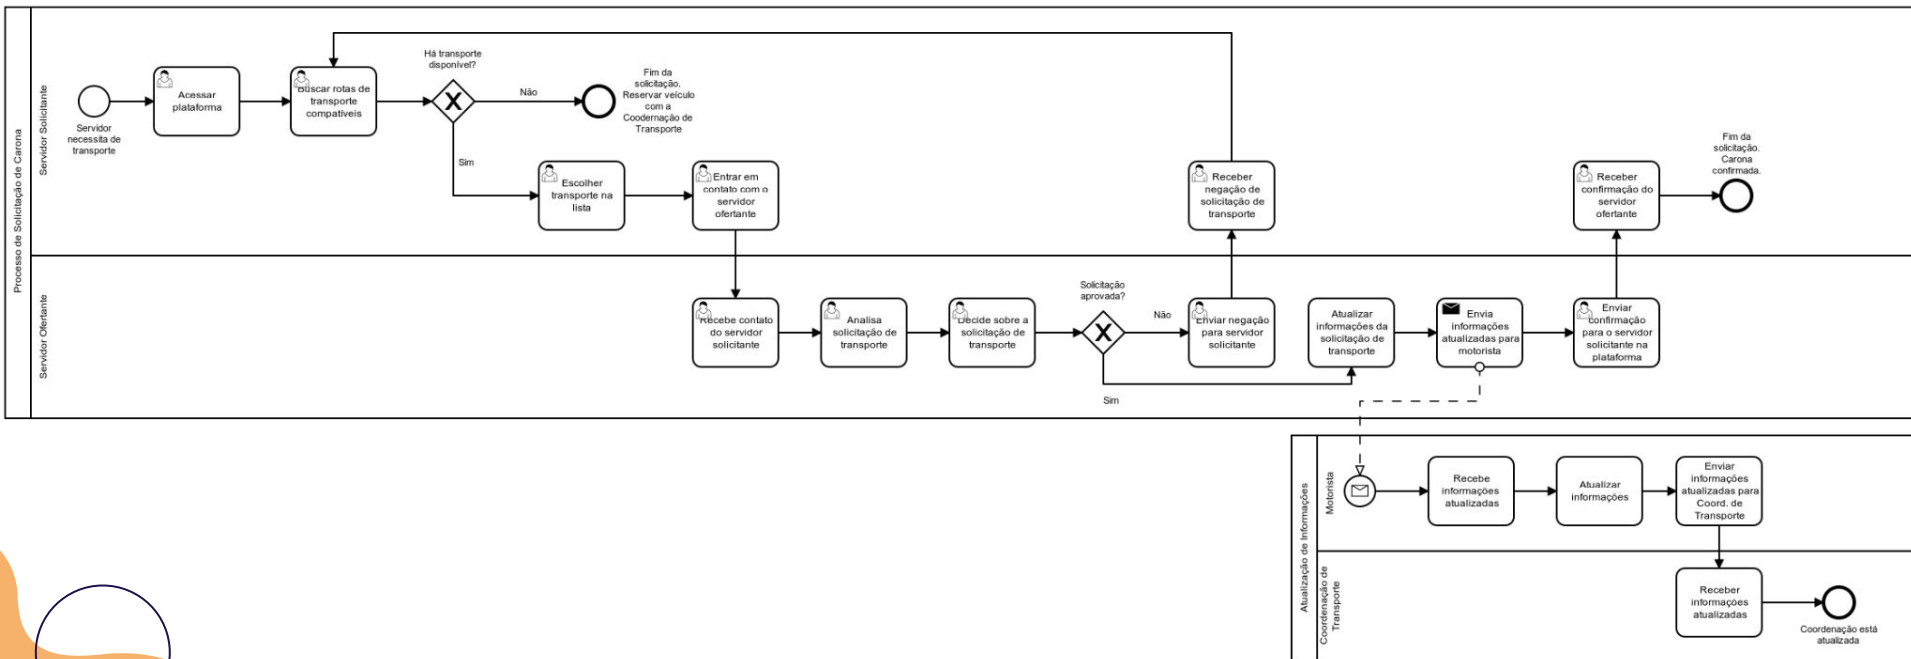 Processo de Solicitação de Carona
Servidor Solicitante
Servidor
necessita de
transporte
Acessar
plataforma
Buscar rotas de
transporte
compatíveis
Há transporte
disponível?
Não
Fim da
solicitação.
Reservar veículo
com a
Coodernação de
Transporte
Sim
Escolher
transporte na
lista
Entrar em
contato com o
servidor
ofertante
Receber
negação de
solicitação de
transporte
Receber
confirmação do
servidor
ofertante
Fim da
solicitação.
Carona
confirmada.
Servidor Ofertante
Recebe contato
do servidor
solicitante
Analisa
solicitação de
transporte
Decide sobre a
solicitação de
transporte
Solicitação
aprovada?
Não
Sim
Enviar negação
para servidor
solicitante
Atualizar
informações da
solicitação de
transporte
Envia
informações
atualizadas para
motorista
Enviar
confirmação
para o servidor
solicitante na
plataforma
Atualização de Informações
Motorista
Recebe
informações
atualizadas
Atualizar
informações
Enviar
informações
atualizadas para
Coord. de
Transporte
Coordenação de
Transporte
Receber
informações
atualizadas
Coordenação está
atualizada